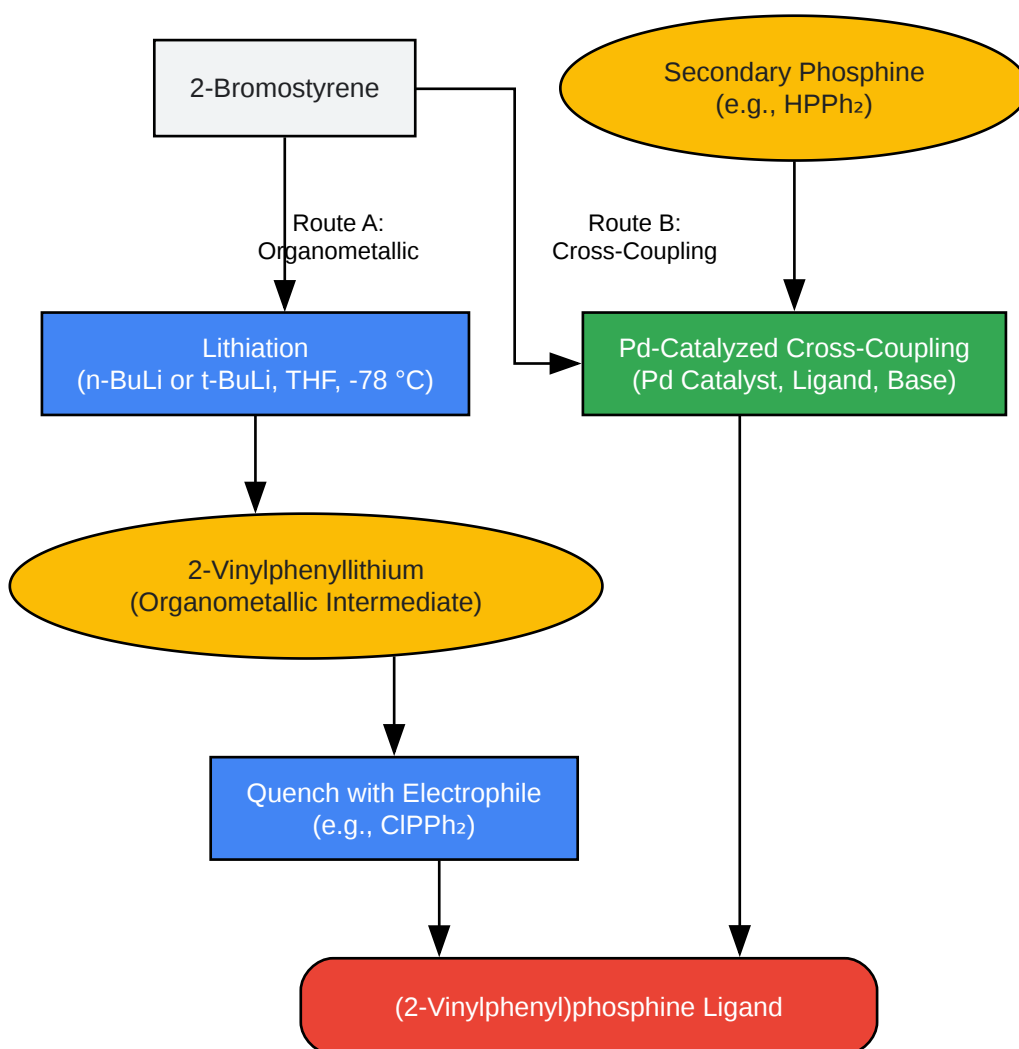 2-Bromostyrene
Secondary Phosphine
(e.g., HPPh₂)
Route A:
Organometallic
Route B:
Cross-Coupling
Lithiation
(n-BuLi or t-BuLi, THF, -78 °C)
Pd-Catalyzed Cross-Coupling
(Pd Catalyst, Ligand, Base)
2-Vinylphenyllithium
(Organometallic Intermediate)
Quench with Electrophile
(e.g., ClPPh₂)
(2-Vinylphenyl)phosphine Ligand